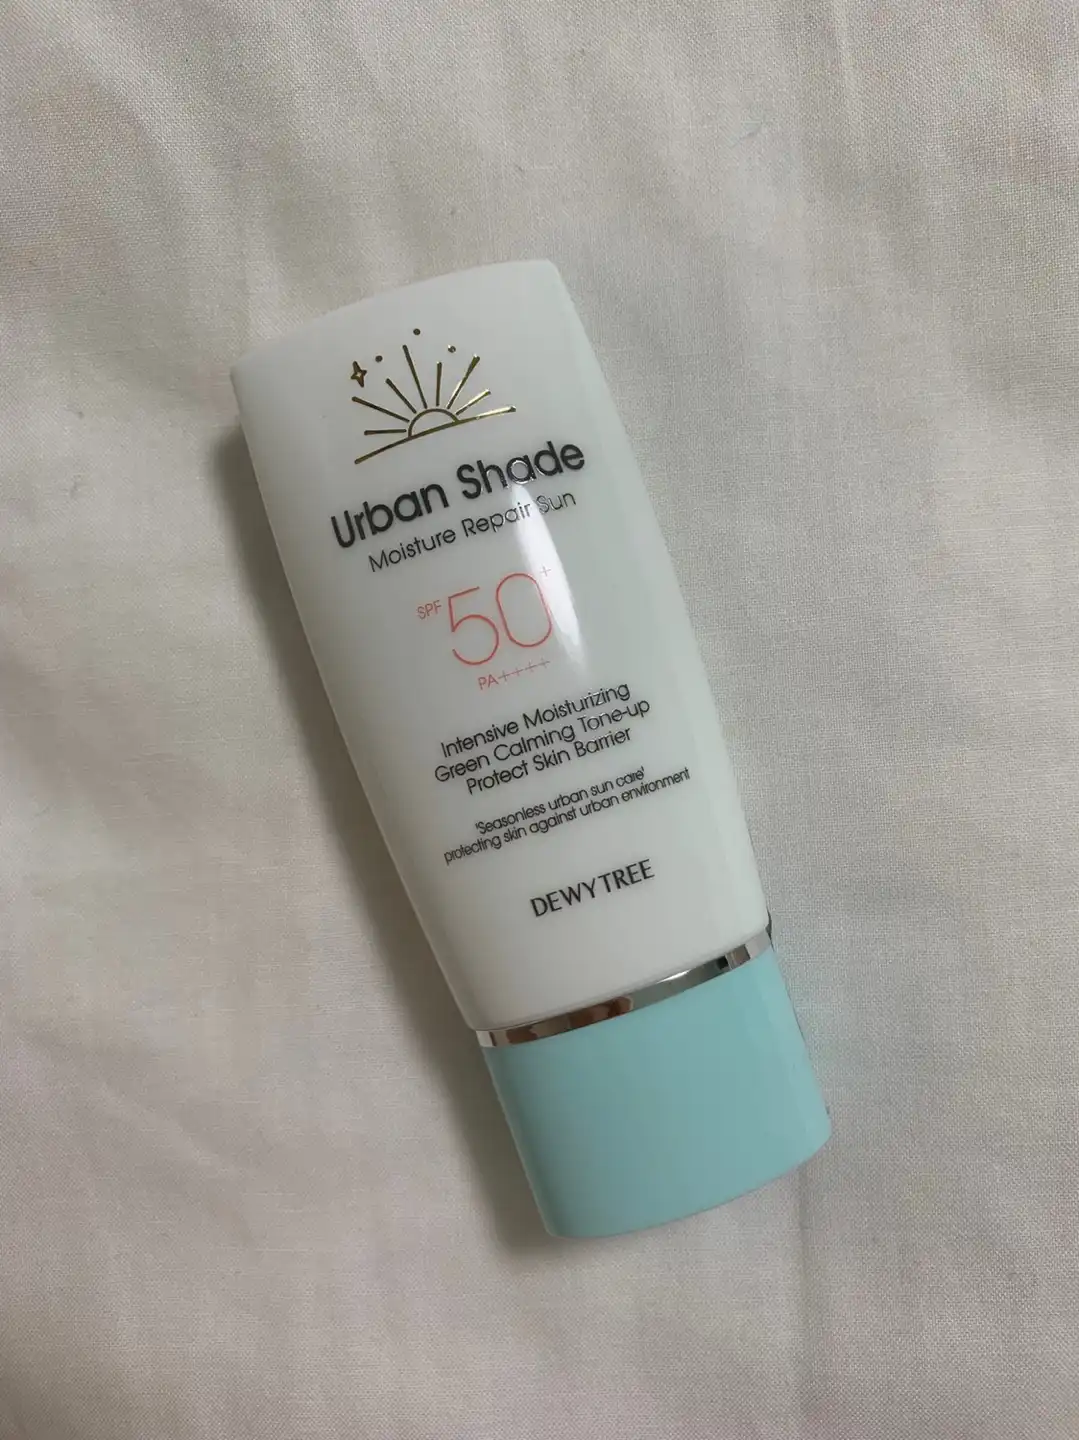 Urban Shade
Moisture Repair Sun
SPF 50+
PA++++
Intensive Moisturizing
Green Calming Tone-up
Protect Skin Barrier
'Seasonless urban sun care'
protecting skin against urban environment
DEWYTREE